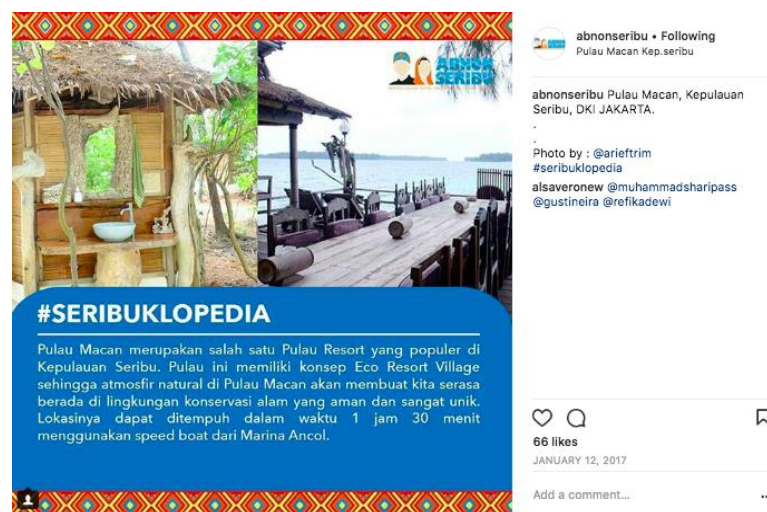 ABNON
SERIBU
#SERIBUKLOPEDIA
Pulau Macan merupakan salah satu Pulau Resort yang populer di
Kepulauan Seribu. Pulau ini memiliki konsep Eco Resort Village
sehingga atmosfir natural di Pulau Macan akan membuat kita serasa
berada di lingkungan konservasi alam yang aman dan sangat unik.
Lokasinya dapat ditempuh dalam waktu 1 jam 30 menit
menggunakan speed boat dari Marina Ancol.
abnonseribu • Following
Pulau Macan Kep.seribu
abnonseribu Pulau Macan, Kepulauan
Seribu, DKI JAKARTA.
.
.
Photo by : @arieftrim
#seribuklopedia
alsaveronew @muhammadsharipass
@gustineira @refikadewi
66 likes
JANUARY 12, 2017
Add a comment...